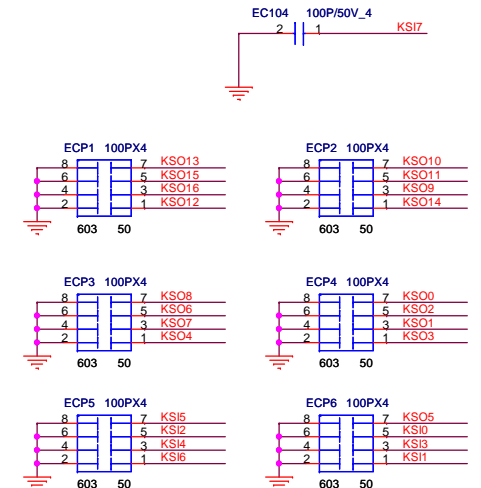 EC104 100P/50V_4
2 1 KSI7
ECP1 100PX4 ECP2 100PX4
8 7 KSO13 8 7 KSO10
6 5 KSO15 6 5 KSO11
4 3 KSO16 4 3 KSO9
2 1 KSO12 2 1 KSO14
603 50 603 50
ECP3 100PX4 ECP4 100PX4
8 7 KSO8 8 7 KSO0
6 5 KSO6 6 5 KSO2
4 3 KSO7 4 3 KSO1
2 1 KSO4 2 1 KSO3
603 50 603 50
ECP5 100PX4 ECP6 100PX4
8 7 KSI5 8 7 KSO5
6 5 KSI2 6 5 KSI0
4 3 KSI4 4 3 KSI3
2 1 KSI6 2 1 KSI1
603 50 603 50